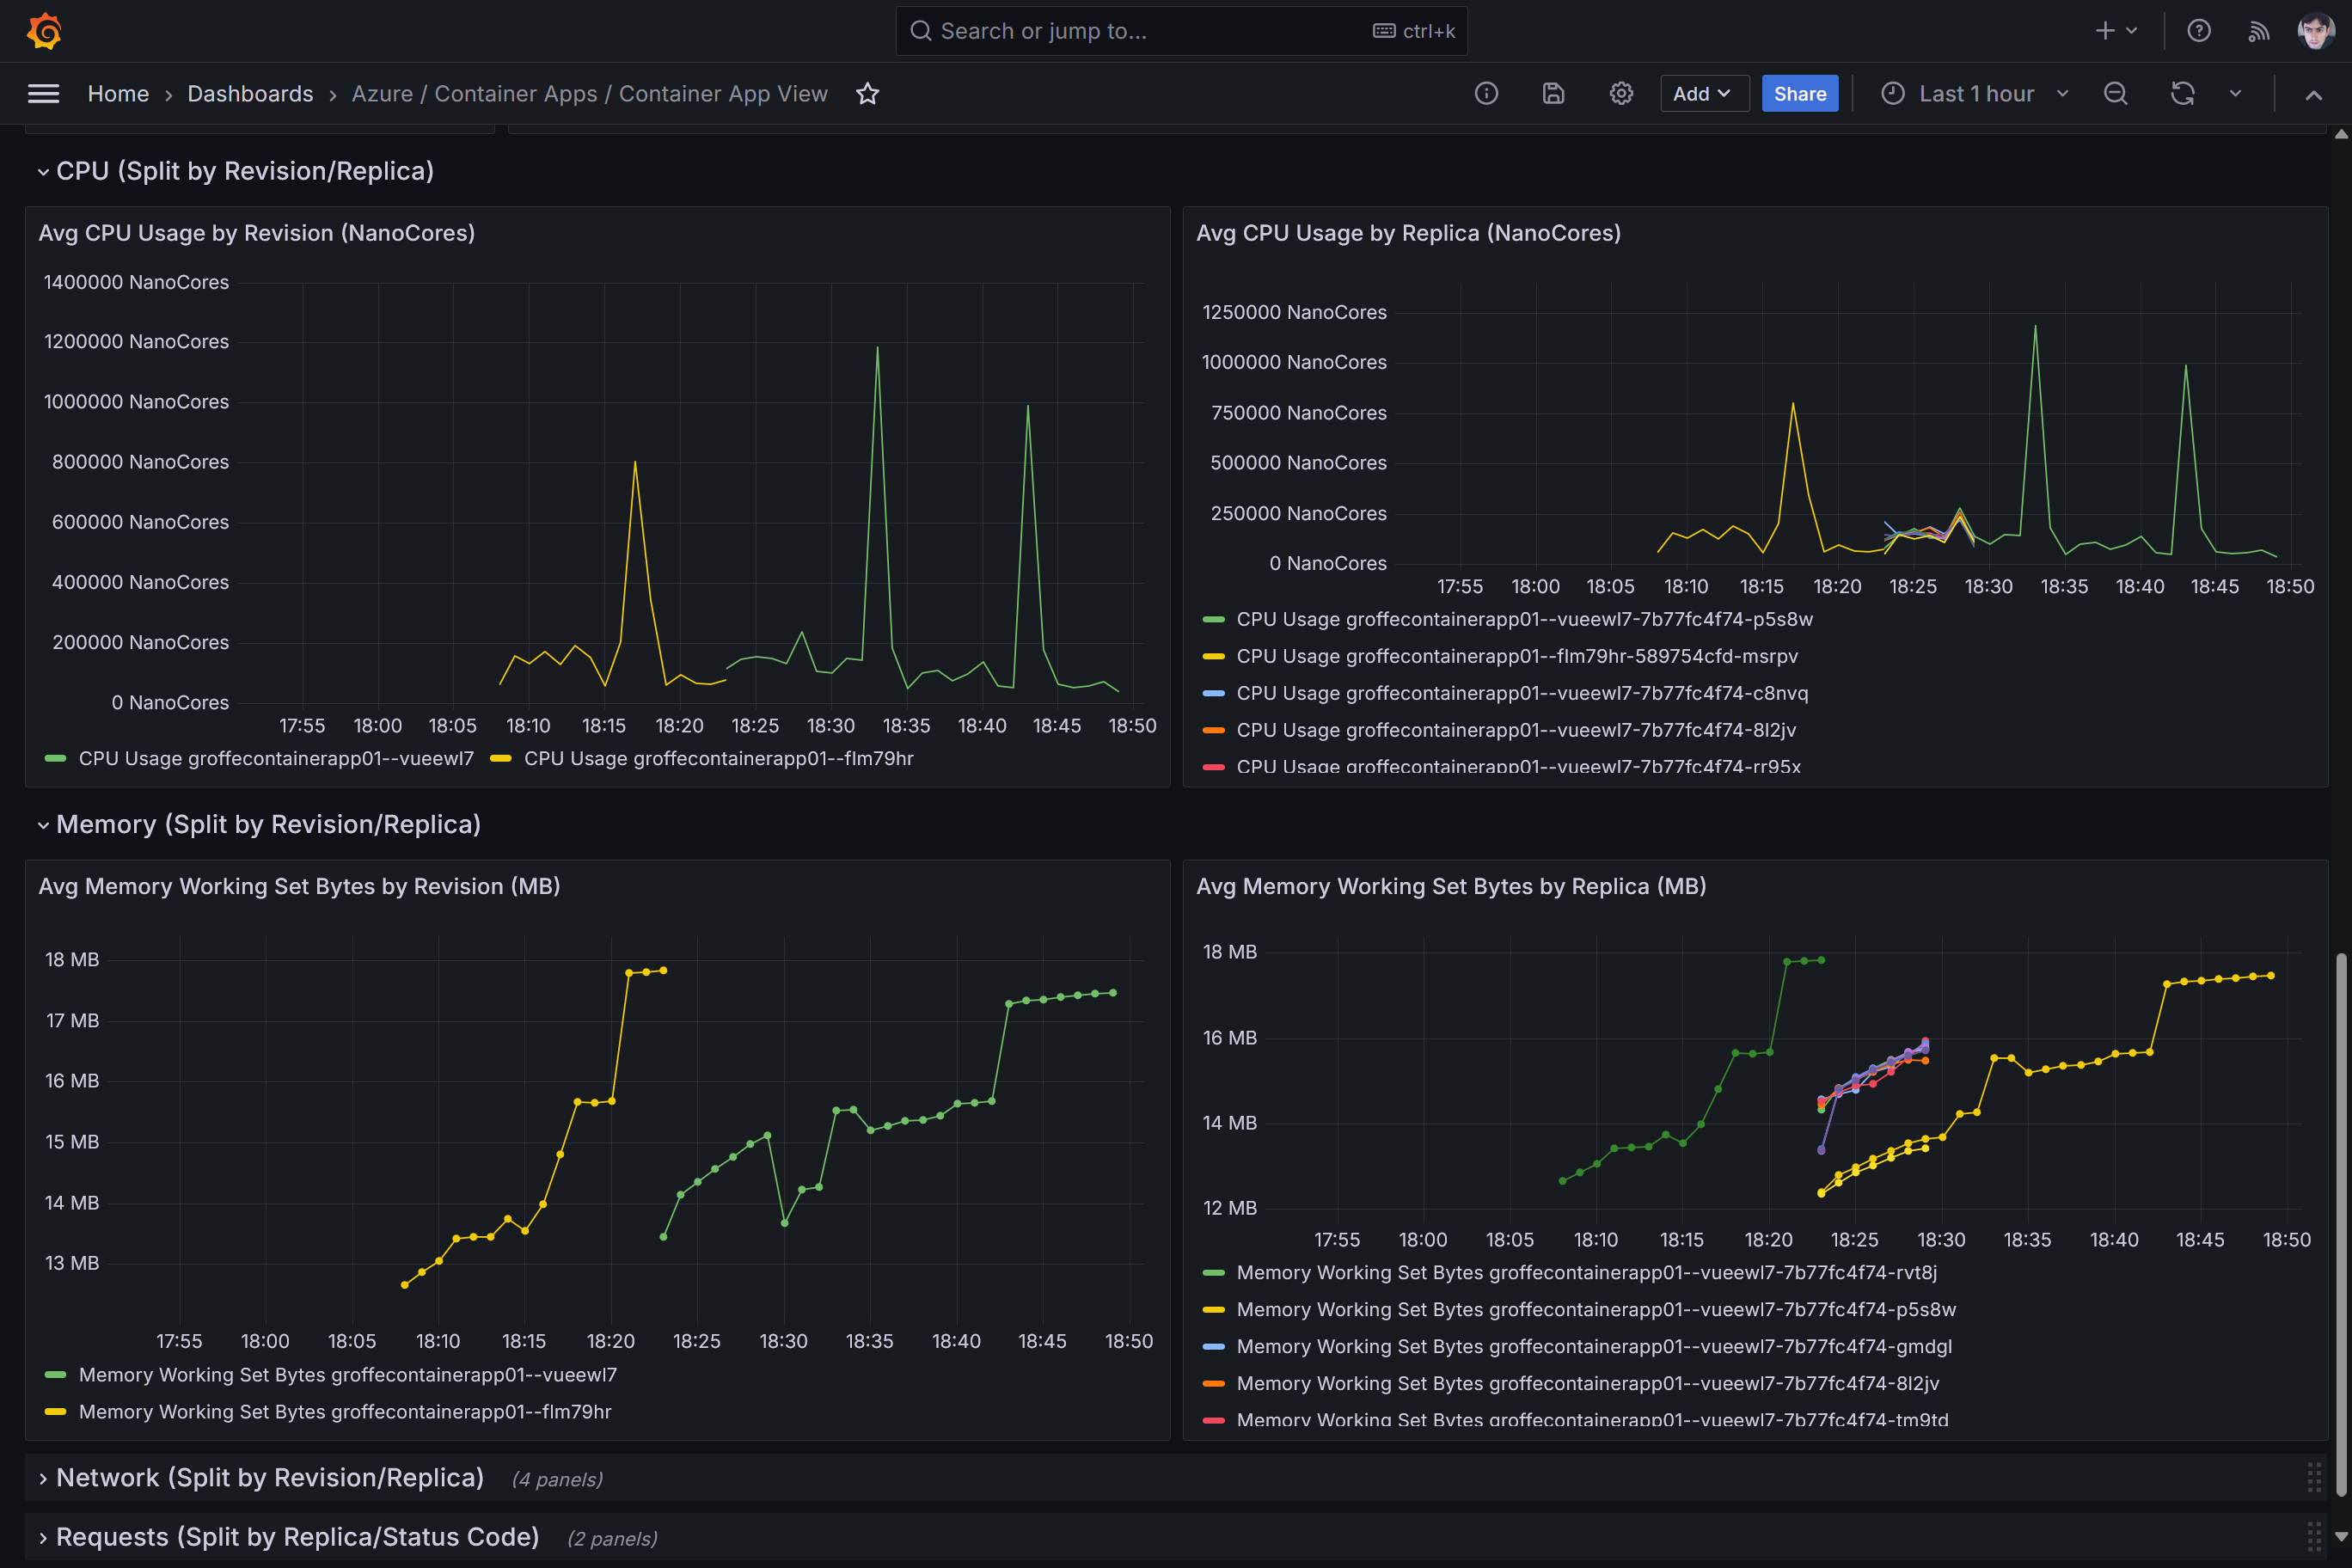 Search or jump to...
ctrl+k
Home
Dashboards
Azure / Container Apps / Container App View
Add
Share
Last 1 hour
CPU (Split by Revision/Replica)
Avg CPU Usage by Revision (NanoCores)
1400000 NanoCores
1200000 NanoCores
1000000 NanoCores
800000 NanoCores
600000 NanoCores
400000 NanoCores
200000 NanoCores
0 NanoCores
17:55 18:00 18:05 18:10 18:15 18:20 18:25 18:30 18:35 18:40 18:45 18:50
CPU Usage groffecontainerapp01--vueewl7 CPU Usage groffecontainerapp01--flm79hr
Avg CPU Usage by Replica (NanoCores)
1250000 NanoCores
1000000 NanoCores
750000 NanoCores
500000 NanoCores
250000 NanoCores
0 NanoCores
17:55 18:00 18:05 18:10 18:15 18:20 18:25 18:30 18:35 18:40 18:45 18:50
CPU Usage groffecontainerapp01--vueewl7-7b77fc4f74-p5s8w
CPU Usage groffecontainerapp01--flm79hr-589754cfd-msrpv
CPU Usage groffecontainerapp01--vueewl7-7b77fc4f74-c8nvq
CPU Usage groffecontainerapp01--vueewl7-7b77fc4f74-8l2jv
CPU Usage groffecontainerapp01--vueewl7-7b77fc4f74-rr95x
Memory (Split by Revision/Replica)
Avg Memory Working Set Bytes by Revision (MB)
18 MB
17 MB
16 MB
15 MB
14 MB
13 MB
17:55 18:00 18:05 18:10 18:15 18:20 18:25 18:30 18:35 18:40 18:45 18:50
Memory Working Set Bytes groffecontainerapp01--vueewl7
Memory Working Set Bytes groffecontainerapp01--flm79hr
Avg Memory Working Set Bytes by Replica (MB)
18 MB
16 MB
14 MB
12 MB
17:55 18:00 18:05 18:10 18:15 18:20 18:25 18:30 18:35 18:40 18:45 18:50
Memory Working Set Bytes groffecontainerapp01--vueewl7-7b77fc4f74-rvt8j
Memory Working Set Bytes groffecontainerapp01--vueewl7-7b77fc4f74-p5s8w
Memory Working Set Bytes groffecontainerapp01--vueewl7-7b77fc4f74-gmdgl
Memory Working Set Bytes groffecontainerapp01--vueewl7-7b77fc4f74-8l2jv
Memory Working Set Bytes groffecontainerapp01--vueewl7-7b77fc4f74-tm9td
Network (Split by Revision/Replica) (4 panels)
Requests (Split by Replica/Status Code) (2 panels)